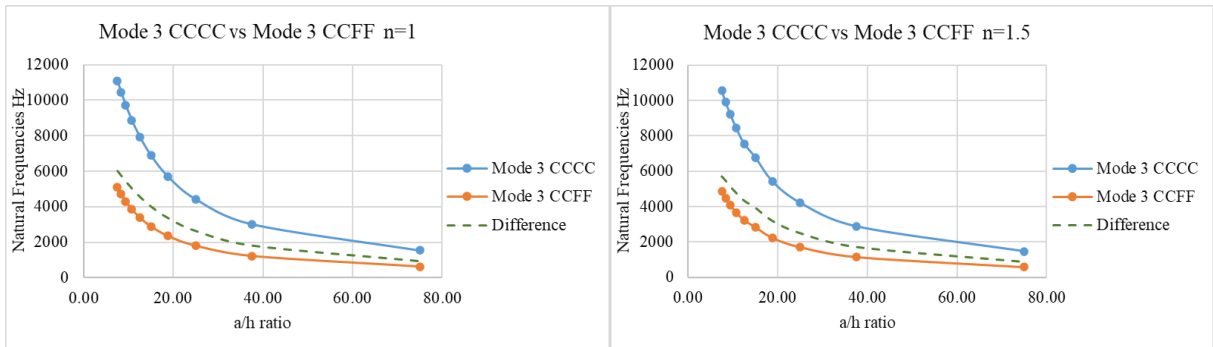 Mode 3 CCCC vs Mode 3 CCFF n=1
12000
10000
8000
6000
4000
2000
0
Natural Frequencies Hz
0.00 20.00 40.00 60.00 80.00
a/h ratio
Mode 3 CCCC
Mode 3 CCFF
Difference
Mode 3 CCCC vs Mode 3 CCFF n=1.5
12000
10000
8000
6000
4000
2000
0
Natural Frequencies Hz
0.00 20.00 40.00 60.00 80.00
a/h ratio
Mode 3 CCCC
Mode 3 CCFF
Difference